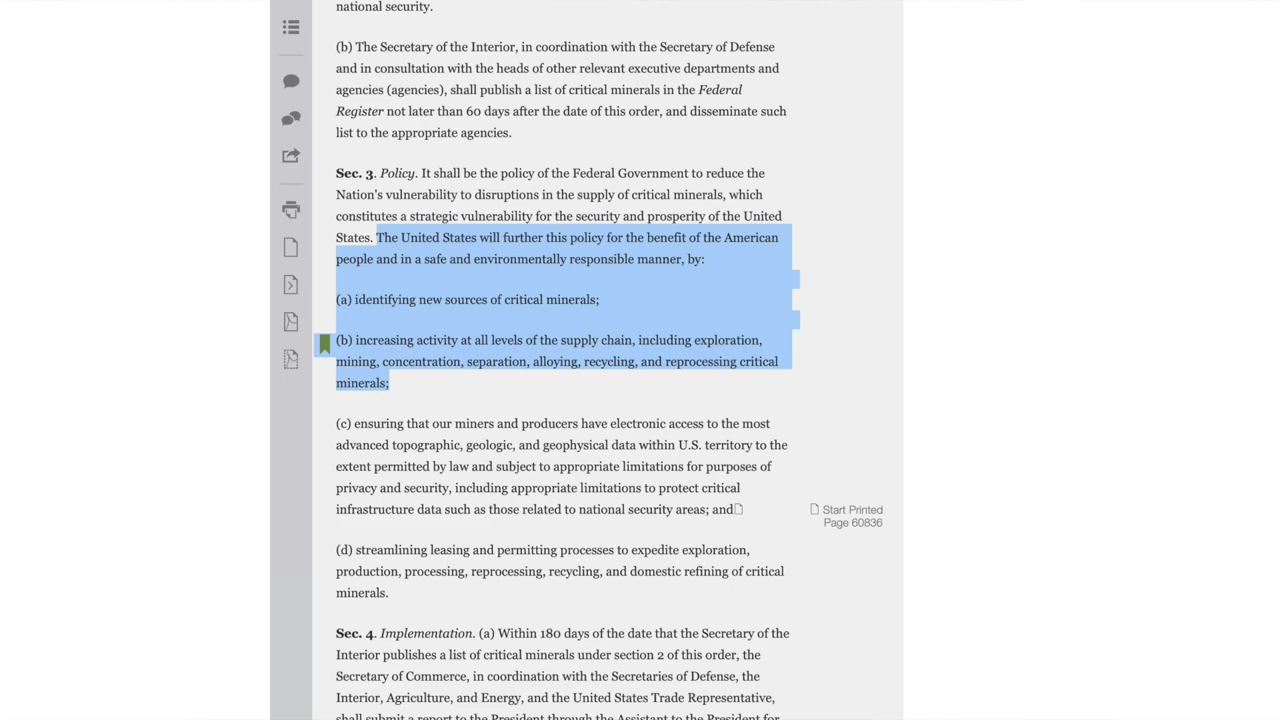 national security.
(b) The Secretary of the Interior, in coordination with the Secretary of Defense
and in consultation with the heads of other relevant executive departments and
agencies (agencies), shall publish a list of critical minerals in the Federal
Register not later than 60 days after the date of this order, and disseminate such
list to the appropriate agencies.
Sec. 3. Policy. It shall be the policy of the Federal Government to reduce the
Nation's vulnerability to disruptions in the supply of critical minerals, which
constitutes a strategic vulnerability for the security and prosperity of the United
States. The United States will further this policy for the benefit of the American
people and in a safe and environmentally responsible manner, by:
(a) identifying new sources of critical minerals;
(b) increasing activity at all levels of the supply chain, including exploration,
mining, concentration, separation, alloying, recycling, and reprocessing critical
minerals;
(c) ensuring that our miners and producers have electronic access to the most
advanced topographic, geologic, and geophysical data within U.S. territory to the
extent permitted by law and subject to appropriate limitations for purposes of
privacy and security, including appropriate limitations to protect critical
infrastructure data such as those related to national security areas; and
Start Printed
Page 60836
(d) streamlining leasing and permitting processes to expedite exploration,
production, processing, reprocessing, recycling, and domestic refining of critical
minerals.
Sec. 4. Implementation. (a) Within 180 days of the date that the Secretary of the
Interior publishes a list of critical minerals under section 2 of this order, the
Secretary of Commerce, in coordination with the Secretaries of Defense, the
Interior, Agriculture, and Energy, and the United States Trade Representative,
shall submit a report to the President through the Assistant to the President for